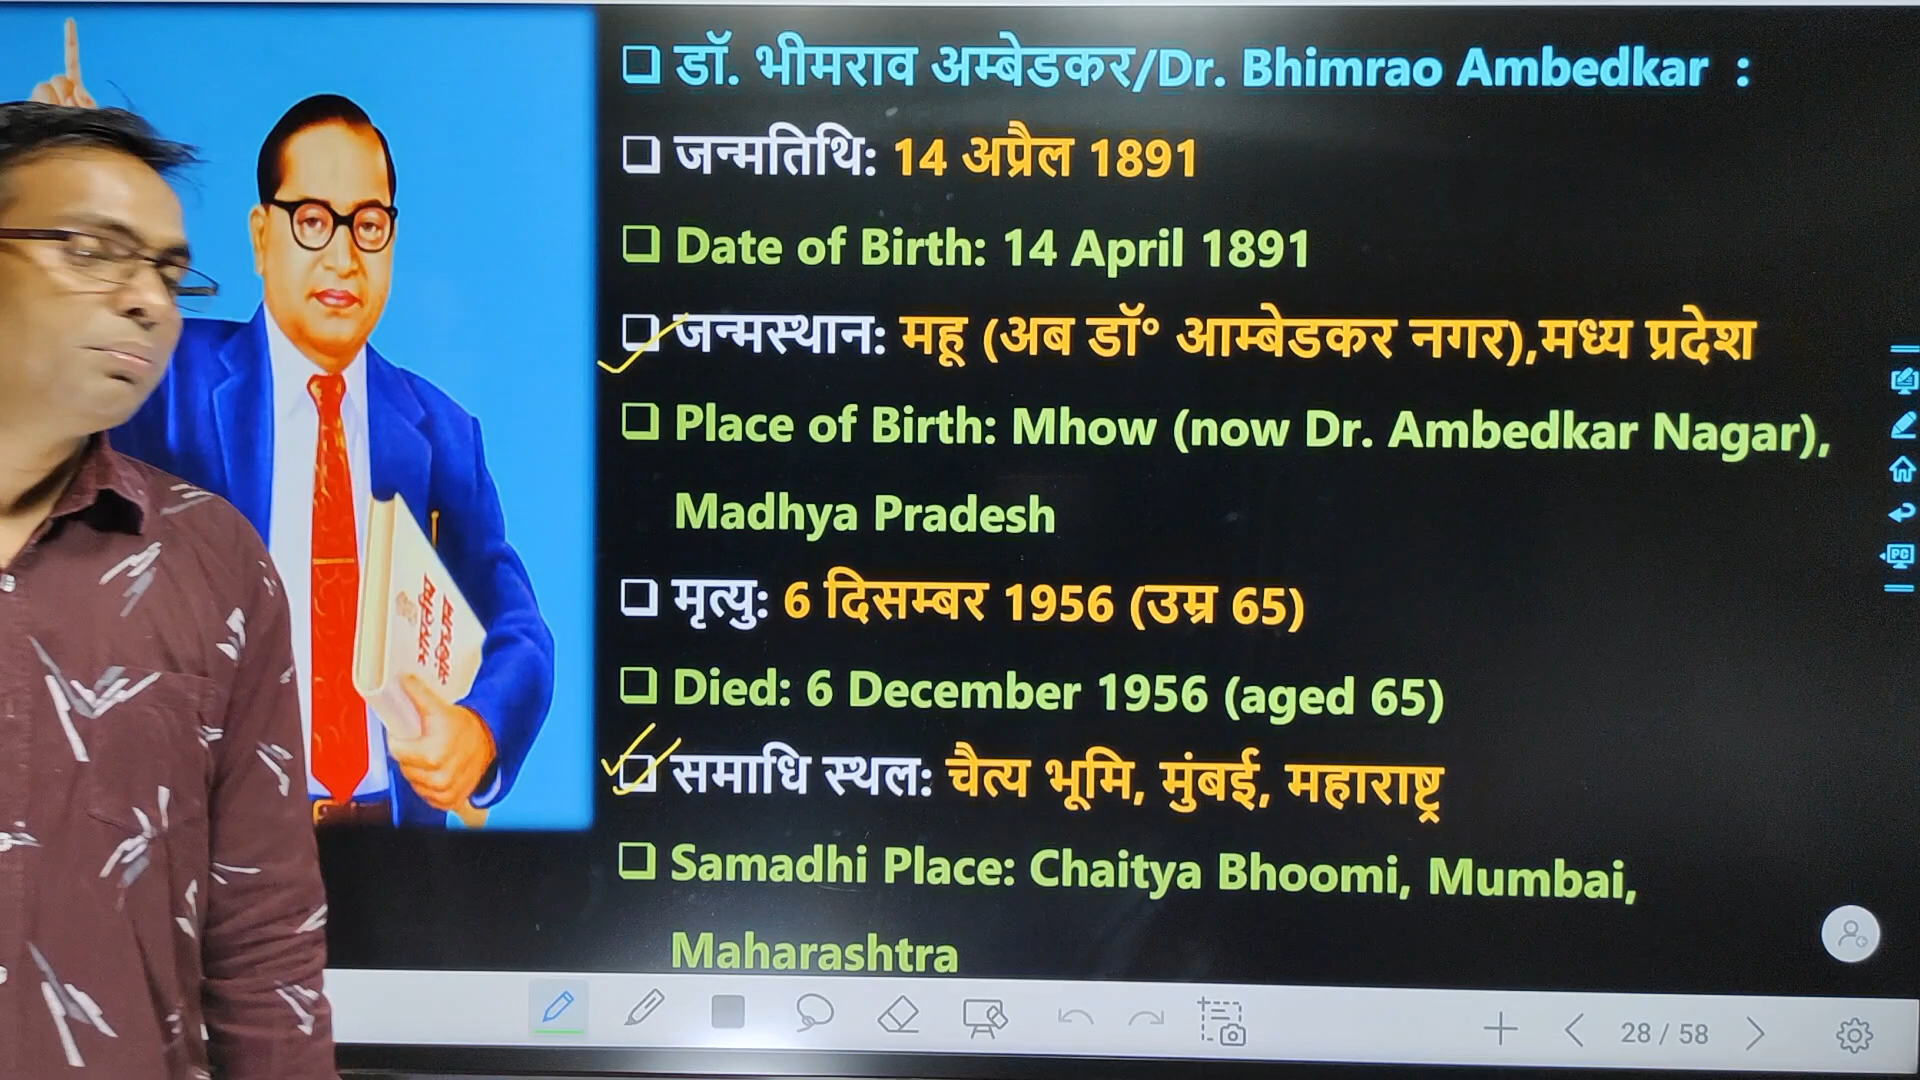 ❑ डॉ. भीमराव अम्बेडकर/Dr. Bhimrao Ambedkar :
❑ जन्मतिथि: 14 अप्रैल 1891
❑ Date of Birth: 14 April 1891
❑ जन्मस्थान: महू (अब डॉ° आम्बेडकर नगर),मध्य प्रदेश
❑ Place of Birth: Mhow (now Dr. Ambedkar Nagar),
Madhya Pradesh
❑ मृत्यु: 6 दिसम्बर 1956 (उम्र 65)
❑ Died: 6 December 1956 (aged 65)
❑ समाधि स्थल: चैत्य भूमि, मुंबई, महाराष्ट्र
❑ Samadhi Place: Chaitya Bhoomi, Mumbai,
Maharashtra
भारतीय
संविधान
PC
28 / 58